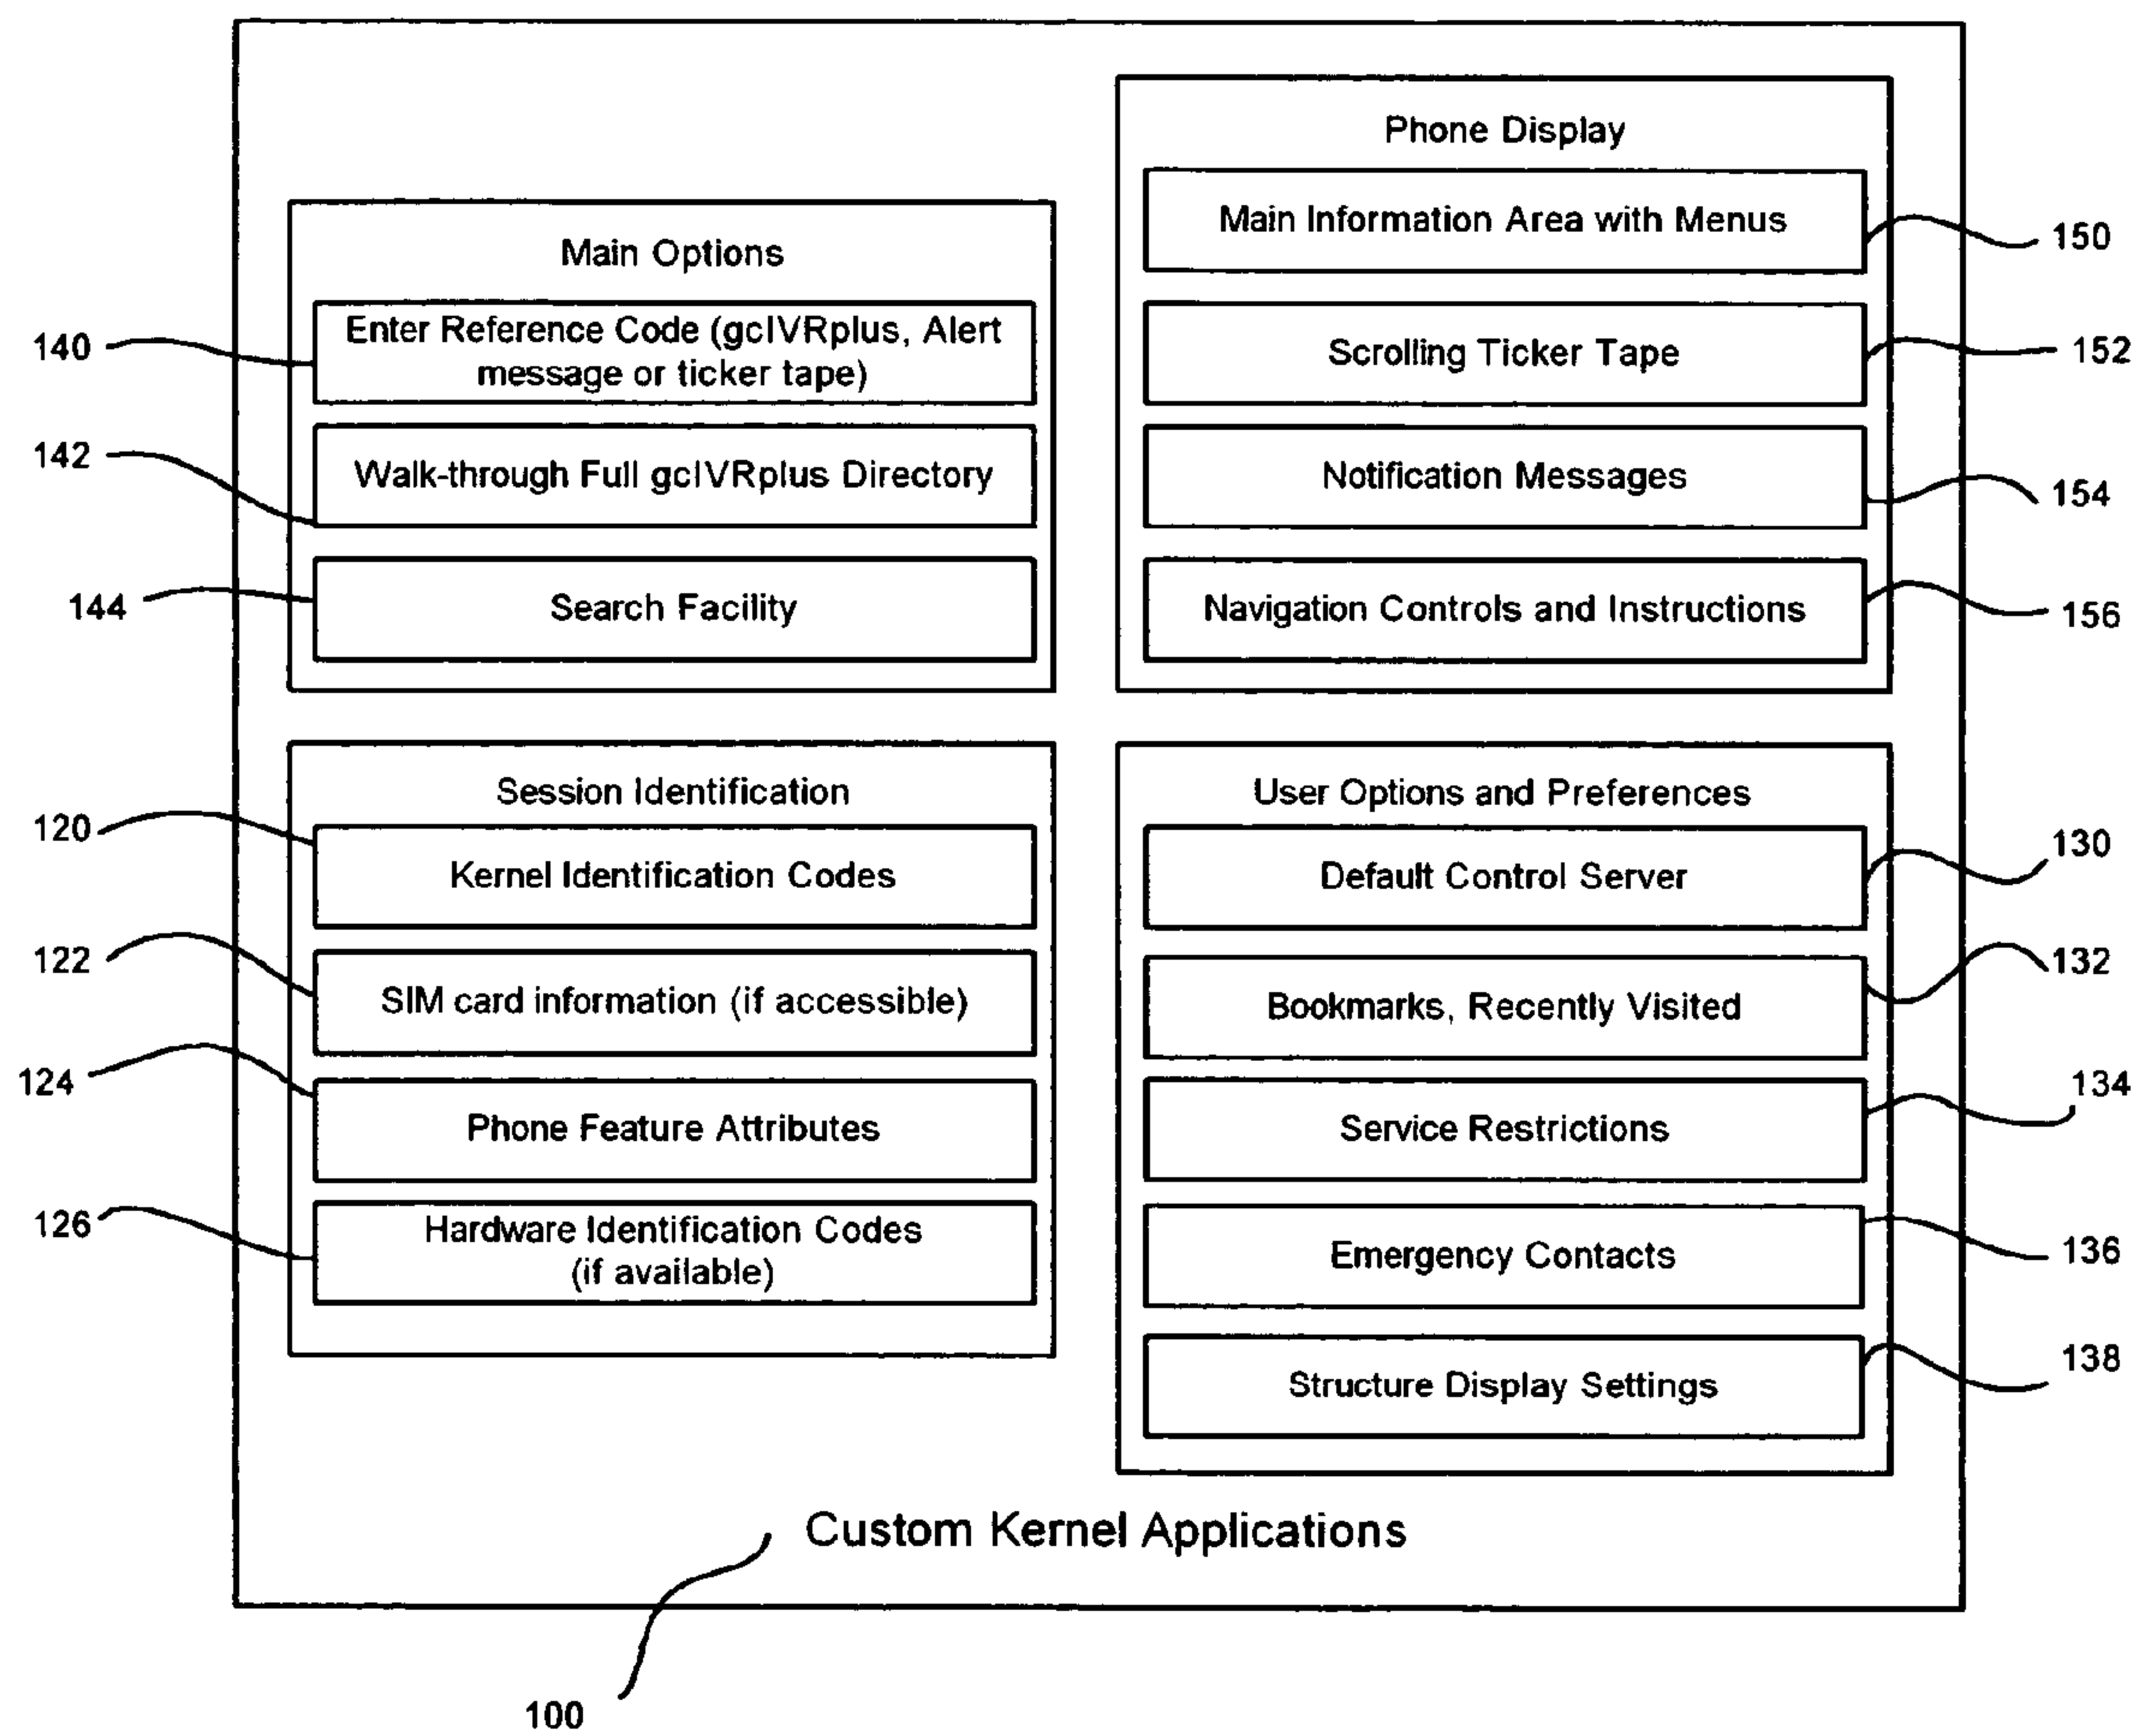 Phone Display
Main Information Area with Menus
150
Scrolling Ticker Tape
152
Notification Messages
154
Navigation Controls and Instructions
156
Main Options
140
Enter Reference Code (gcIVRplus, Alert
message or ticker tape)
142
Walk-through Full gcIVRplus Directory
144
Search Facility
Session Identification
120
Kernel Identification Codes
122
SIM card information (if accessible)
124
Phone Feature Attributes
126
Hardware Identification Codes
(if available)
User Options and Preferences
Default Control Server
130
Bookmarks, Recently Visited
132
Service Restrictions
134
Emergency Contacts
136
Structure Display Settings
138
Custom Kernel Applications
100